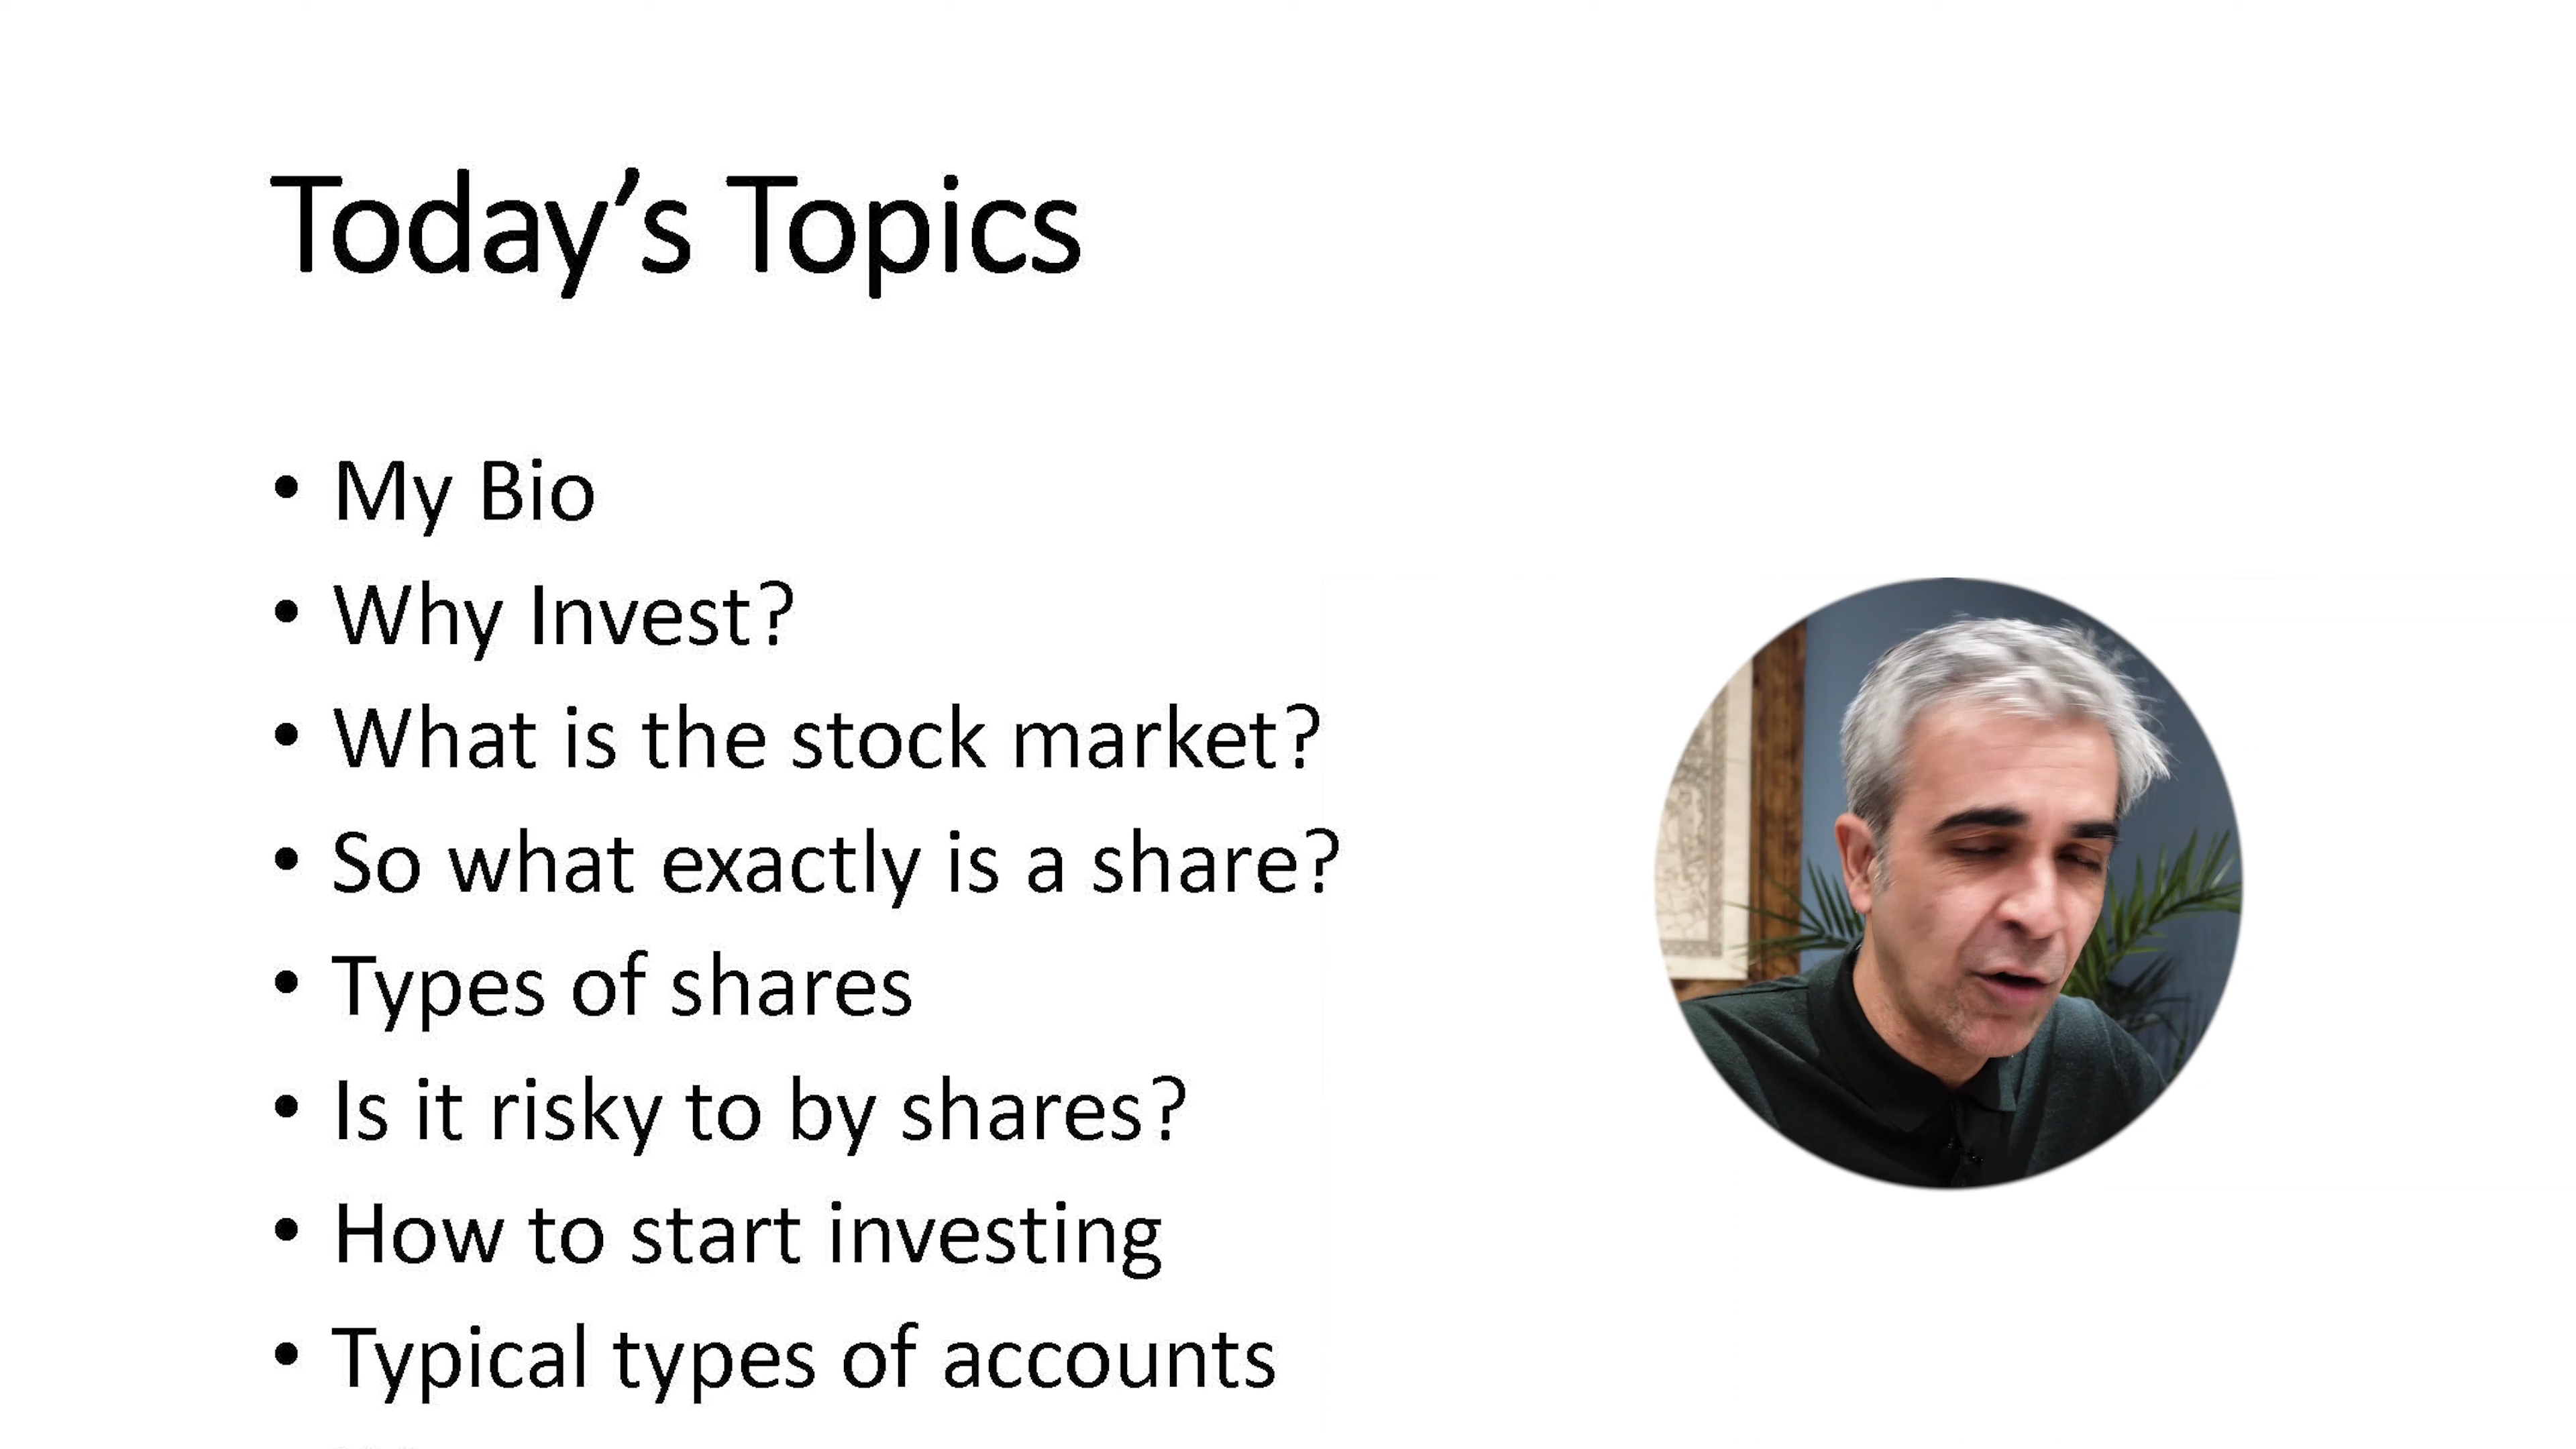 Today’s Topics
• My Bio
• Why Invest?
• What is the stock market?
• So what exactly is a share?
• Types of shares
• Is it risky to by shares?
• How to start investing
• Typical types of accounts